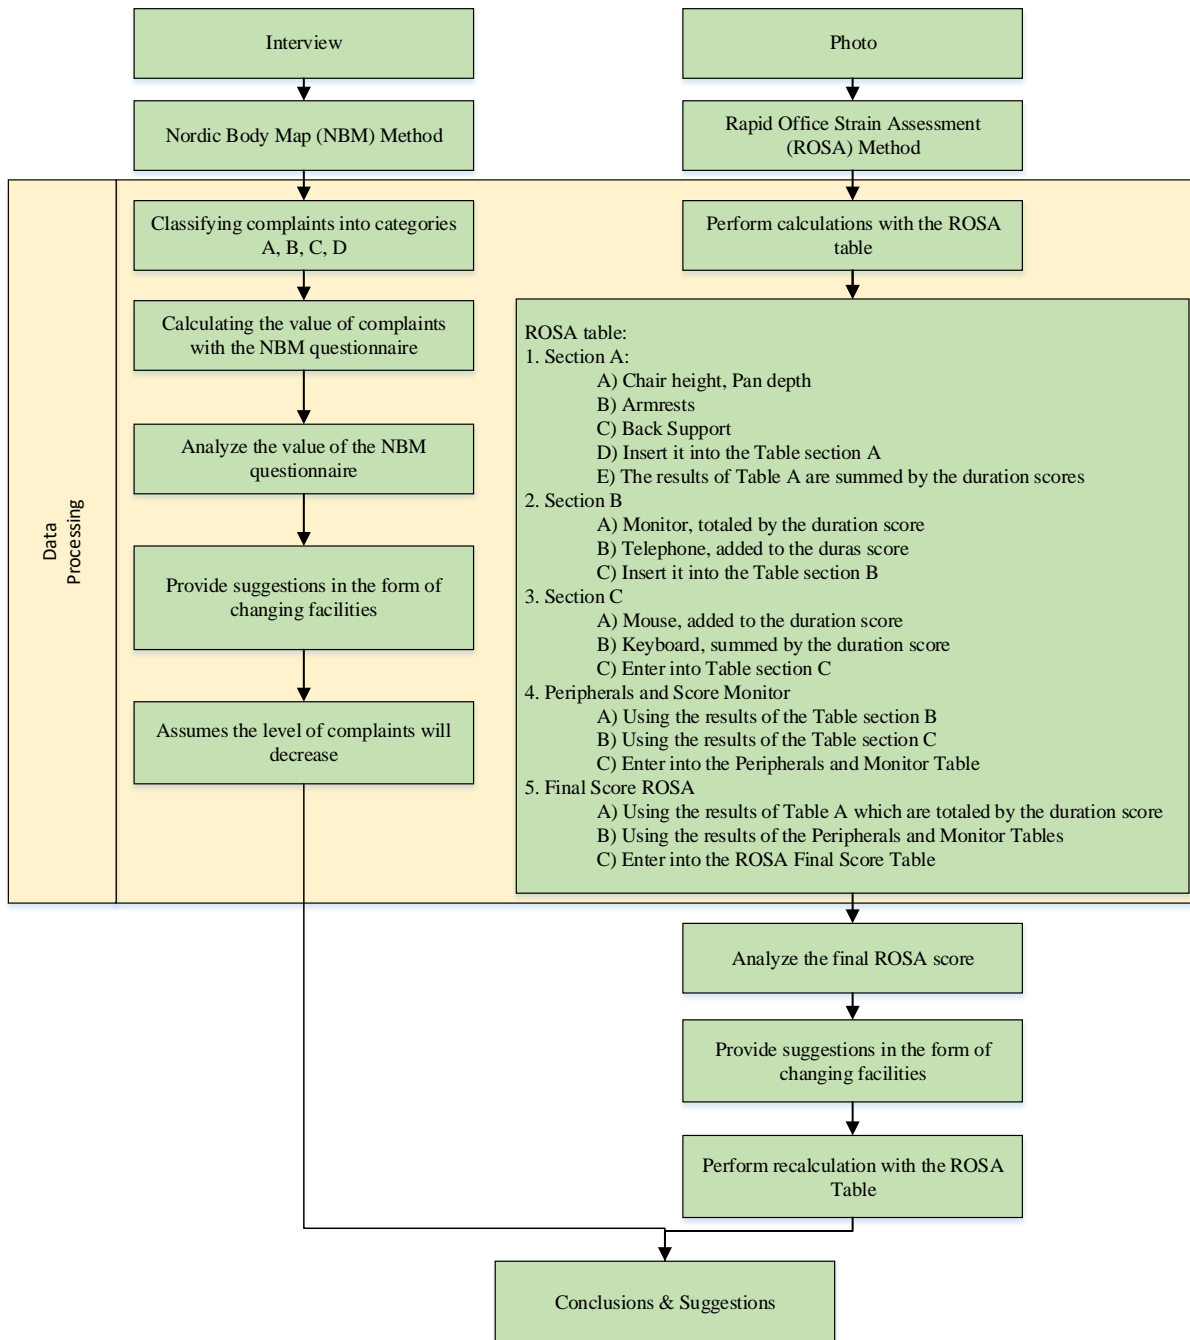 Interview
Photo
Nordic Body Map (NBM) Method
Rapid Office Strain Assessment
(ROSA) Method
Data
Processing
Classifying complaints into categories
A, B, C, D
Calculating the value of complaints
with the NBM questionnaire
Analyze the value of the NBM
questionnaire
Provide suggestions in the form of
changing facilities
Assumes the level of complaints will
decrease
Perform calculations with the ROSA
table
ROSA table:
1. Section A:
A) Chair height, Pan depth
B) Armrests
C) Back Support
D) Insert it into the Table section A
E) The results of Table A are summed by the duration scores
2. Section B
A) Monitor, totaled by the duration score
B) Telephone, added to the duras score
C) Insert it into the Table section B
3. Section C
A) Mouse, added to the duration score
B) Keyboard, summed by the duration score
C) Enter into Table section C
4. Peripherals and Score Monitor
A) Using the results of the Table section B
B) Using the results of the Table section C
C) Enter into the Peripherals and Monitor Table
5. Final Score ROSA
A) Using the results of Table A which are totaled by the duration score
B) Using the results of the Peripherals and Monitor Tables
C) Enter into the ROSA Final Score Table
Analyze the final ROSA score
Provide suggestions in the form of
changing facilities
Perform recalculation with the ROSA
Table
Conclusions & Suggestions